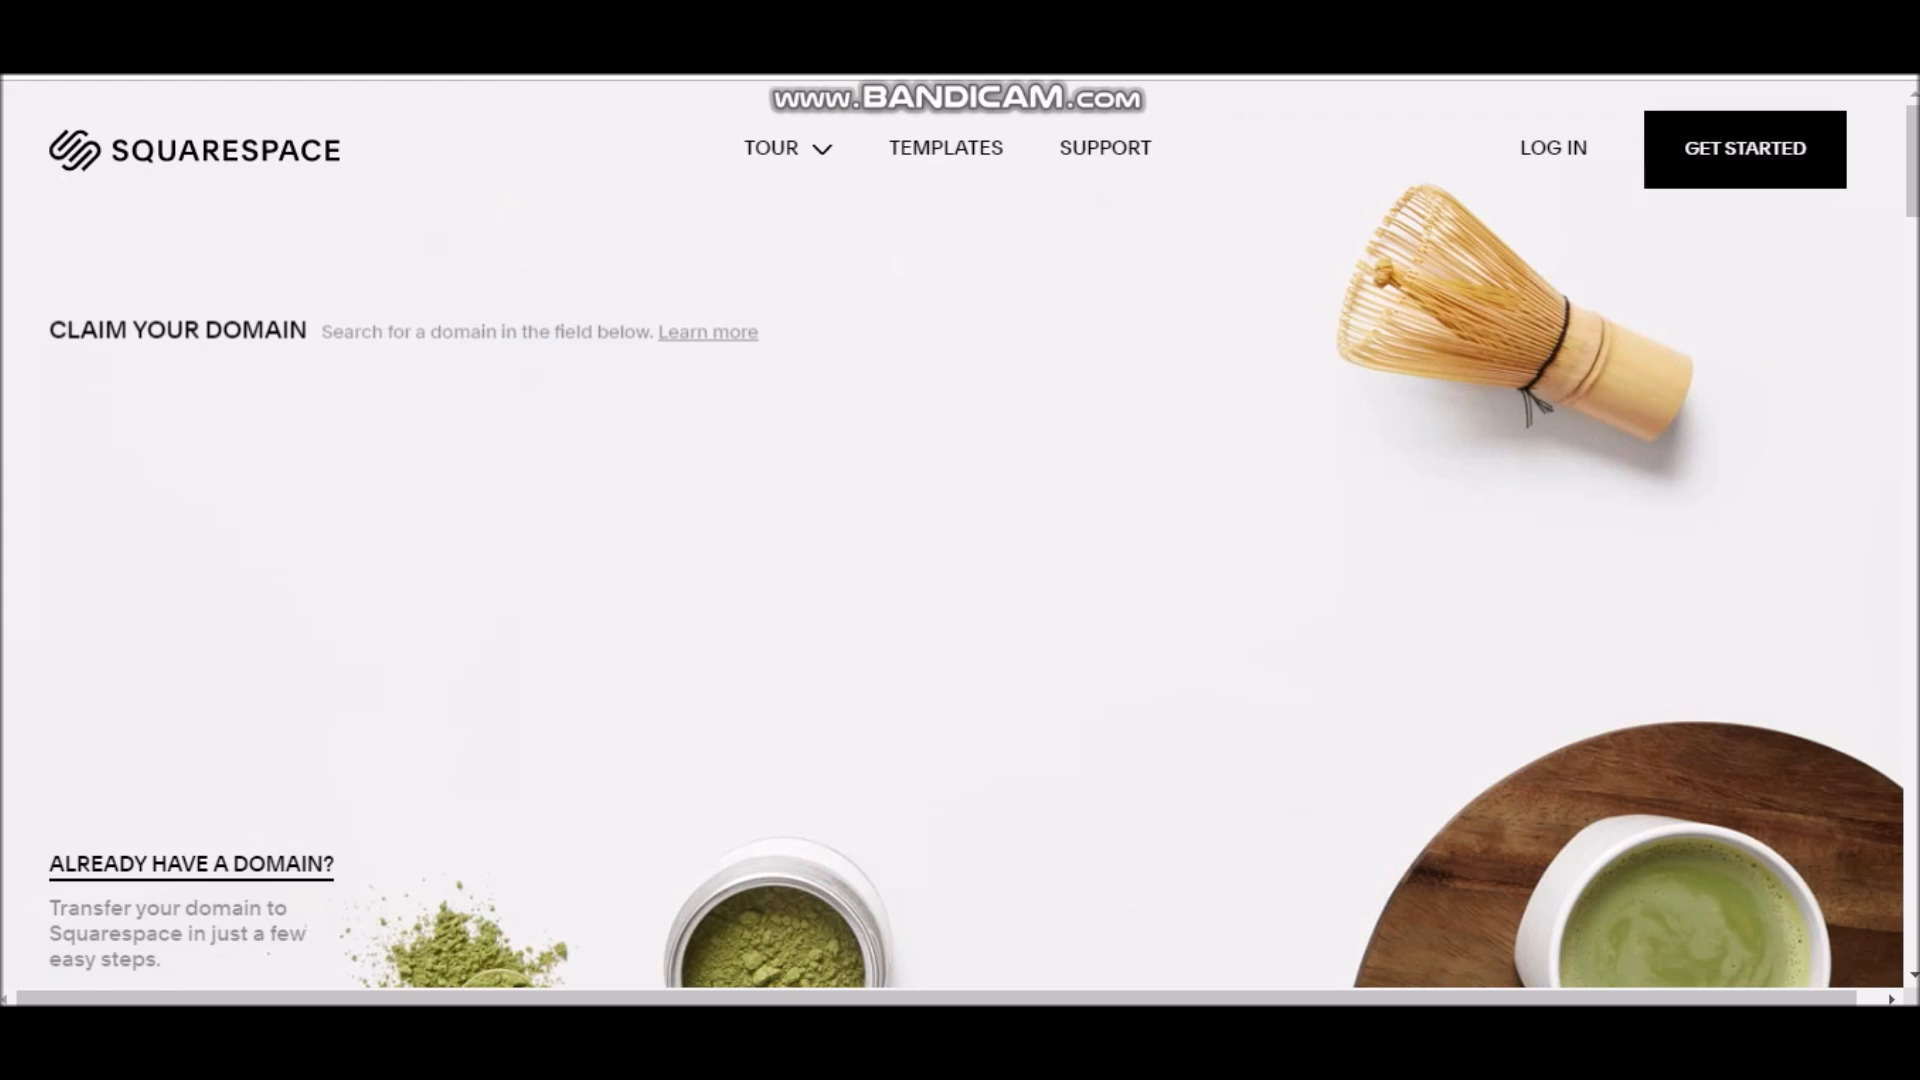 www.BANDICAM.com
SQUARESPACE
TOUR
TEMPLATES
SUPPORT
LOG IN
GET STARTED
CLAIM YOUR DOMAIN Search for a domain in the field below. Learn more
ALREADY HAVE A DOMAIN?
Transfer your domain to
Squarespace in just a few
easy steps.